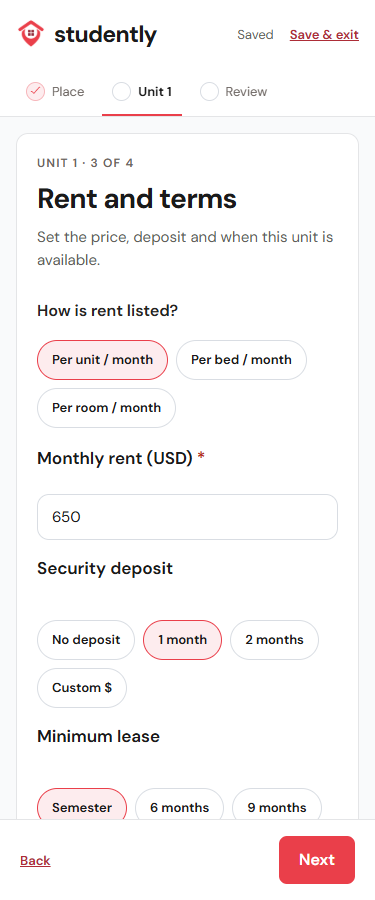 studently
Saved
Save & exit
Place
Unit 1
Review
UNIT 1 · 3 OF 4
Rent and terms
Set the price, deposit and when this unit is
available.
How is rent listed?
Per unit / month
Per bed / month
Per room / month
Monthly rent (USD) *
650
Security deposit
No deposit
1 month
2 months
Custom $
Minimum lease
Semester
6 months
9 months
Back
Next